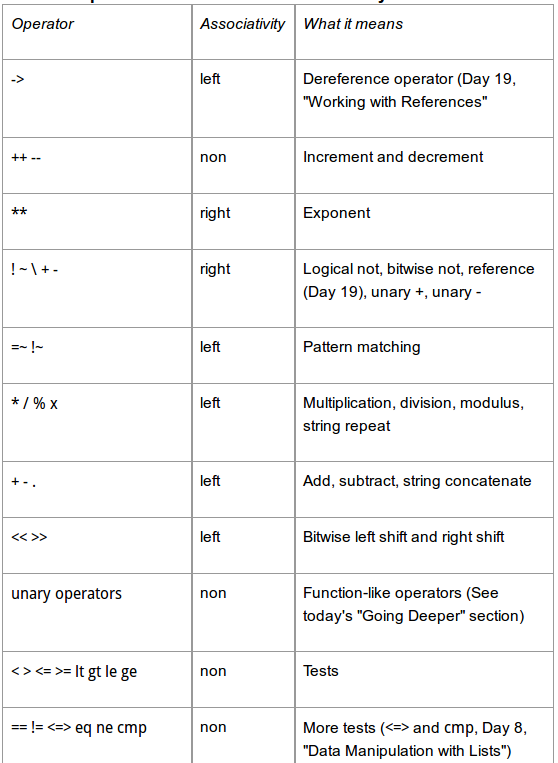 Operator Associativity What it means
-> left Dereference operator (Day 19,
"Working with References"
++ -- non Increment and decrement
** right Exponent
! ~ \ + - right Logical not, bitwise not, reference
(Day 19), unary +, unary -
=~ !~ left Pattern matching
* / % x left Multiplication, division, modulus,
string repeat
+ - . left Add, subtract, string concatenate
<< >> left Bitwise left shift and right shift
unary operators non Function-like operators (See
today's "Going Deeper" section)
< > <= >= lt gt le ge non Tests
== != <=> eq ne cmp non More tests (<=> and cmp, Day 8,
"Data Manipulation with Lists")